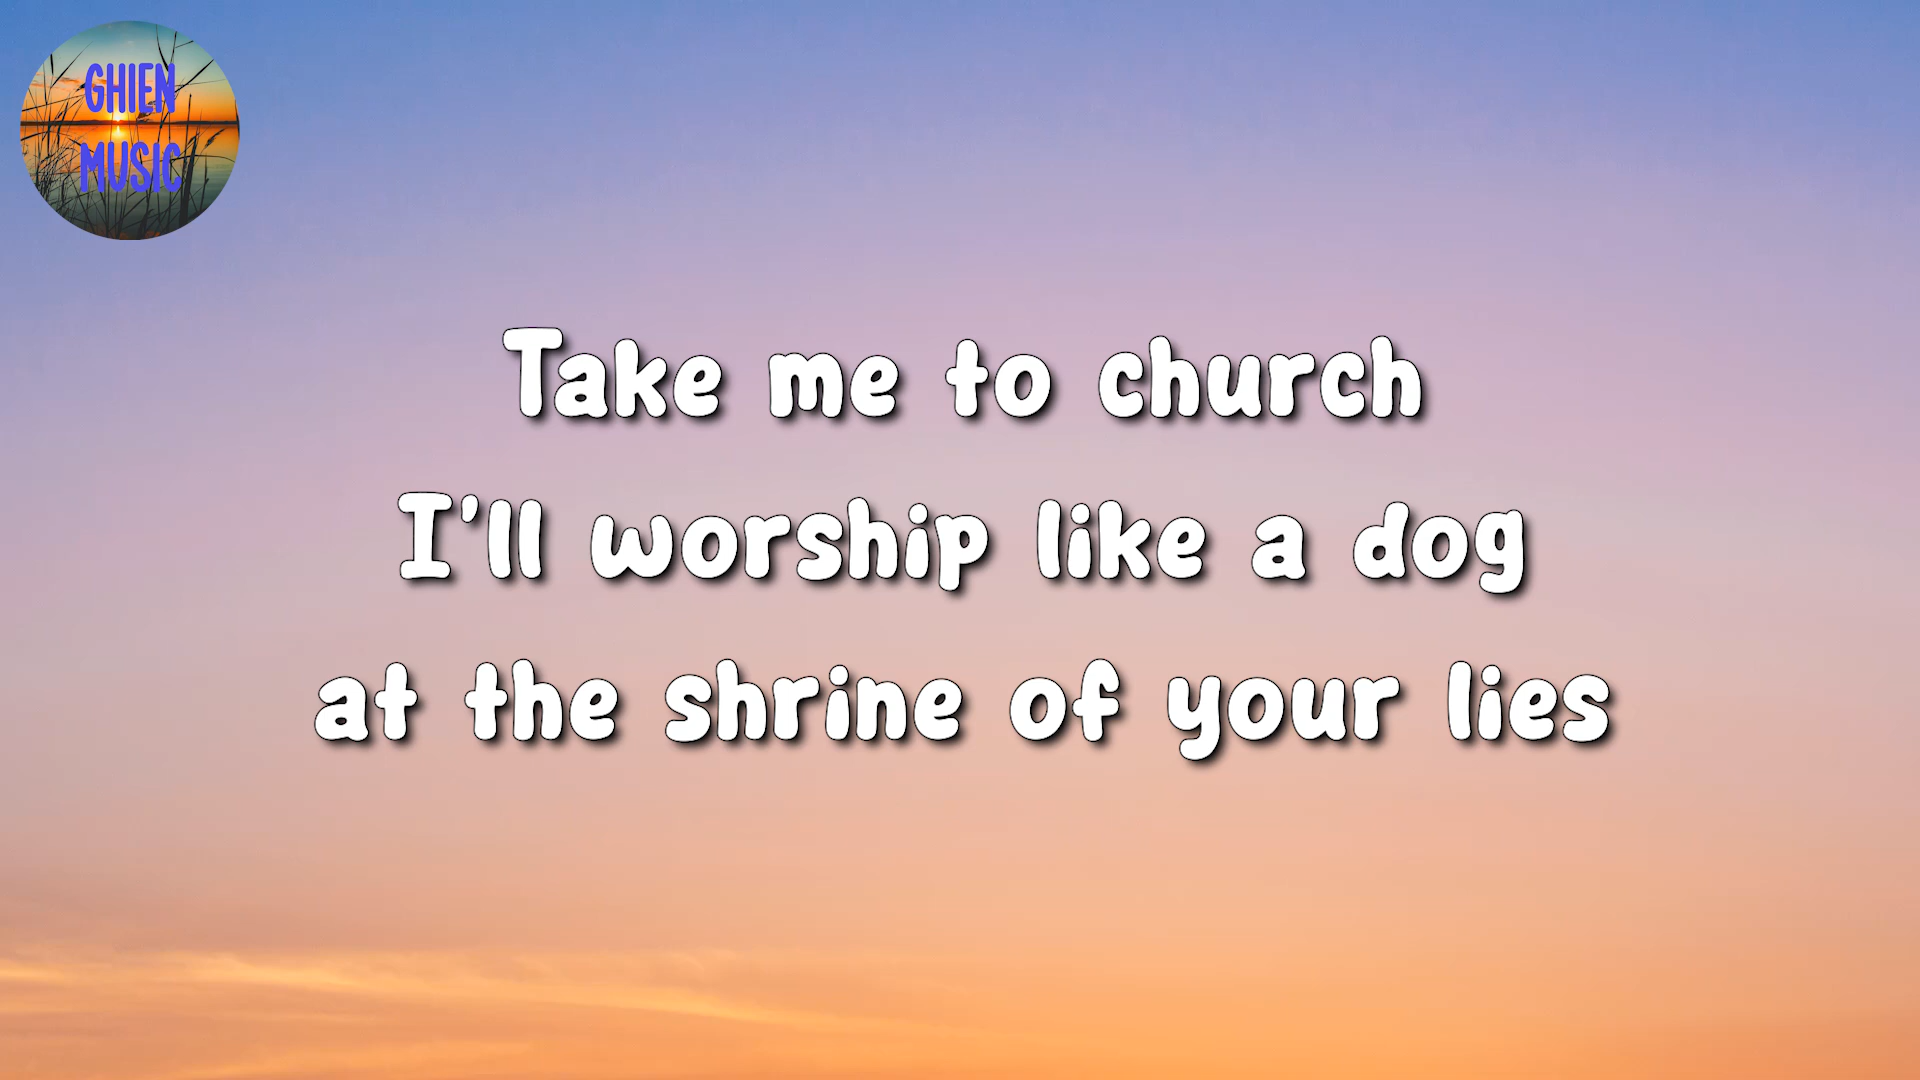 GHIEN
MUSIC
Take me to church
I'll worship like a dog
at the shrine of your lies